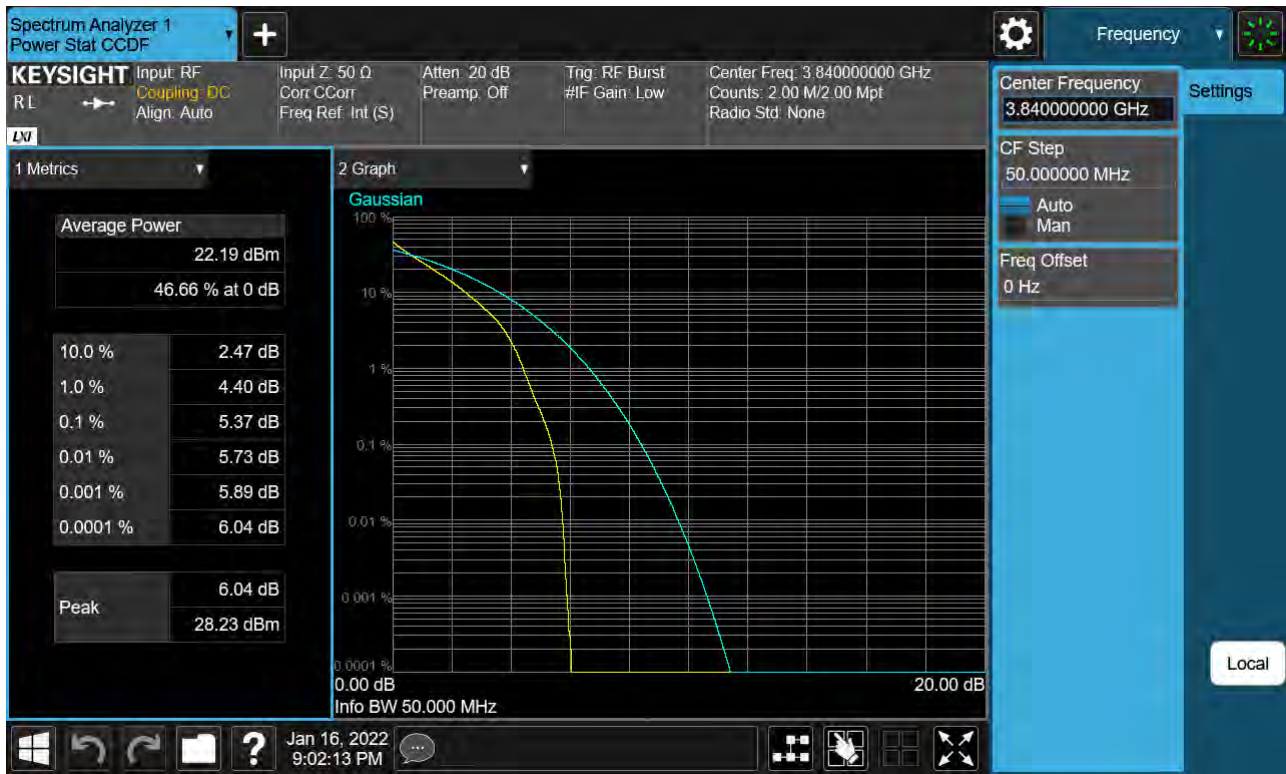 Spectrum Analyzer 1
Power Stat CCDF
Frequency
KEYSIGHT
RL
LXI
Input: RF
Coupling: DC
Align: Auto
Input Z: 50 Ω
Corr CCorr
Freq Ref: Int (S)
Atten: 20 dB
Preamp: Off
Trig: RF Burst
#IF Gain: Low
Center Freq: 3.840000000 GHz
Counts: 2.00 M/2.00 Mpt
Radio Std: None
Center Frequency
3.840000000 GHz
Settings
CF Step
50.000000 MHz
Auto
Man
Freq Offset
0 Hz
1 Metrics
Average Power
22.19 dBm
46.66 % at 0 dB
10.0 % 2.47 dB
1.0 % 4.40 dB
0.1 % 5.37 dB
0.01 % 5.73 dB
0.001 % 5.89 dB
0.0001 % 6.04 dB
Peak 6.04 dB
28.23 dBm
2 Graph
Gaussian
100 %
10 %
1 %
0.1 %
0.01 %
0.001 %
0.0001 %
0.00 dB 20.00 dB
Info BW 50.000 MHz
Local
?
Jan 16, 2022
9:02:13 PM